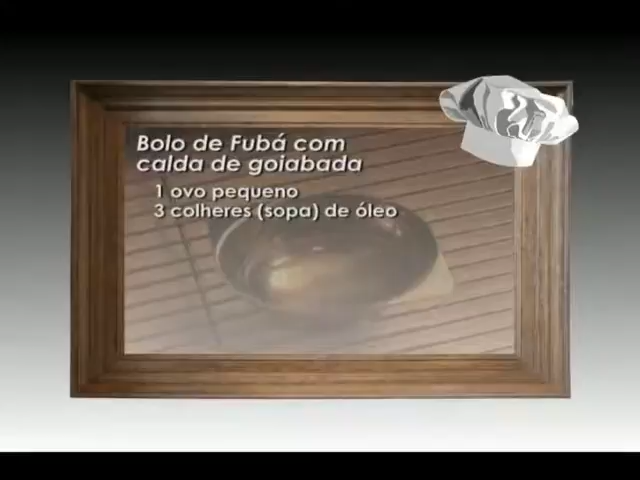 Bolo de Fubá com
calda de goiabada
1 ovo pequeno
3 colheres (sopa) de óleo